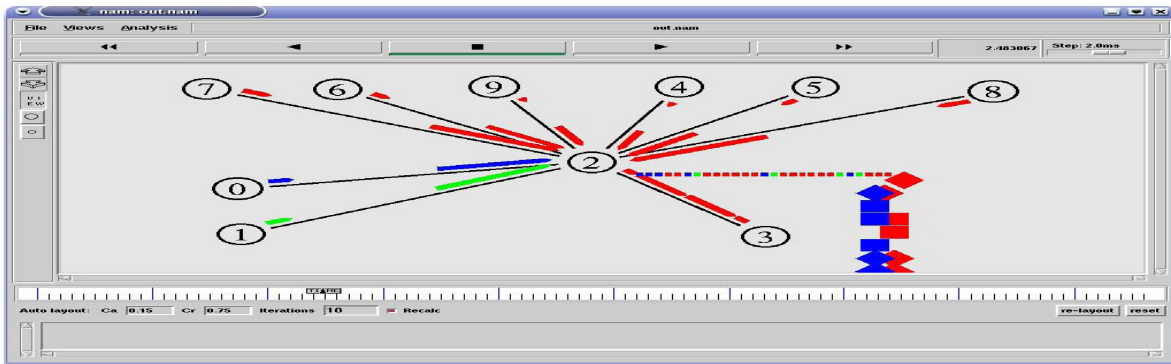 nam: out.nam
File Views Analysis out.nam
2.483067 Step: 2.0ms
7 6 9 4 5 8
2
0
1 3
TIME
Auto layout: Ca 0.15 Cr 0.75 Iterations 10 Recalc re-layout reset